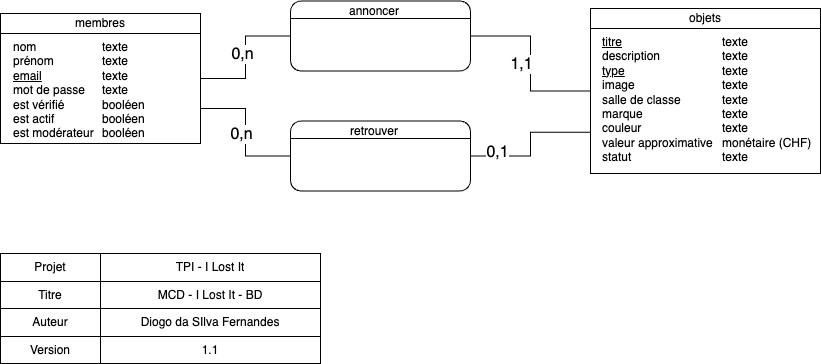 membres
nom texte
prénom texte
email texte
mot de passe texte
est vérifié booléen
est actif booléen
est modérateur booléen
annoncer
0,n
1,1
retrouver
0,n
0,1
objets
titre texte
description texte
type texte
image texte
salle de classe texte
marque texte
couleur texte
valeur approximative monétaire (CHF)
statut texte
Projet TPI - I Lost It
Titre MCD - I Lost It - BD
Auteur Diogo da SIlva Fernandes
Version 1.1